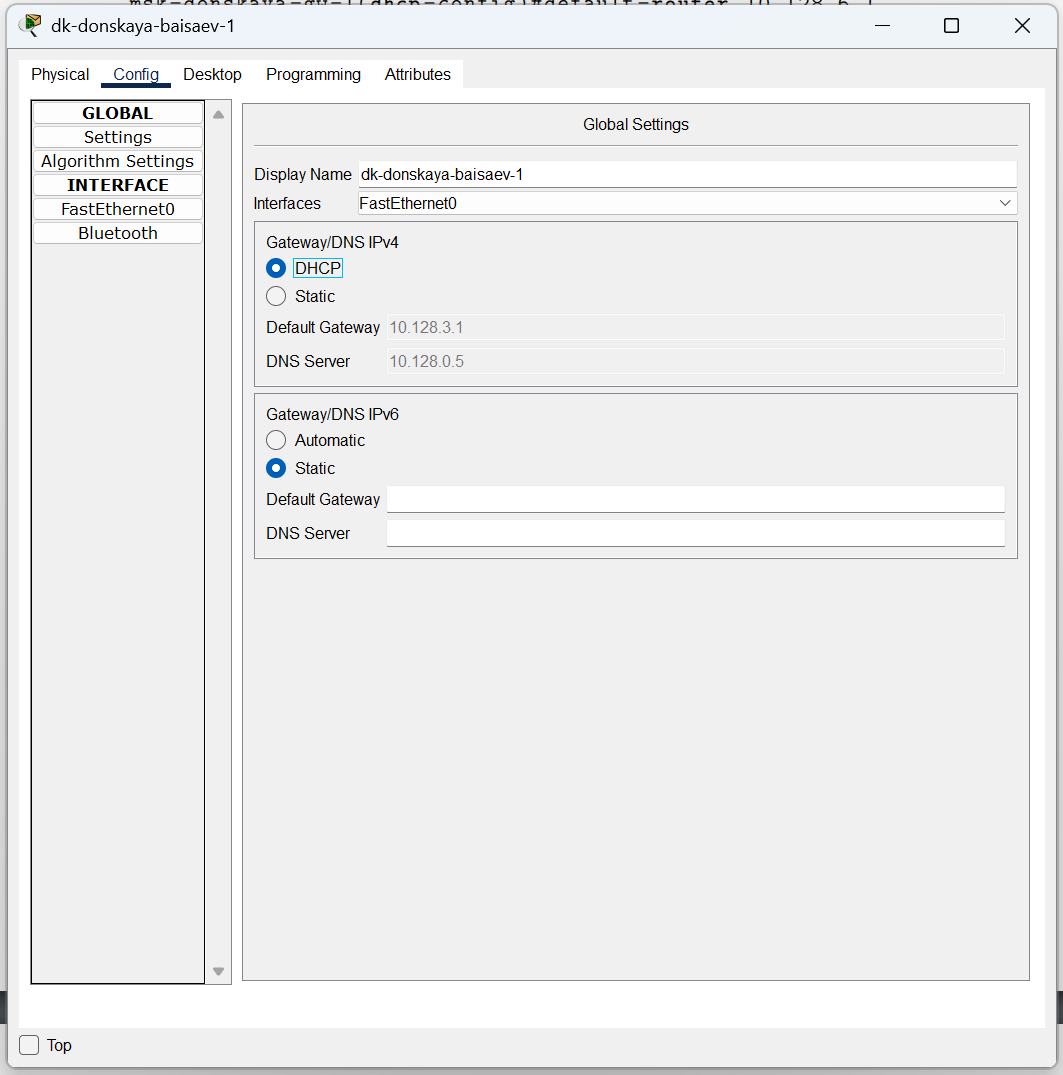 msk-donskaya-gw-1(dhcp-config)#default-router 10.128.6.1
dk-donskaya-baisaev-1
Physical Config Desktop Programming Attributes
GLOBAL
Settings
Algorithm Settings
INTERFACE
FastEthernet0
Bluetooth
Global Settings
Display Name dk-donskaya-baisaev-1
Interfaces FastEthernet0
Gateway/DNS IPv4
DHCP
Static
Default Gateway 10.128.3.1
DNS Server 10.128.0.5
Gateway/DNS IPv6
Automatic
Static
Default Gateway
DNS Server
Top